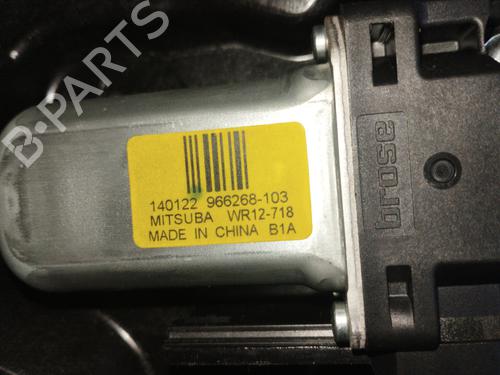 B-PARTS
140122 966268-103
MITSUBA WR12-718
MADE IN CHINA B1A
brose